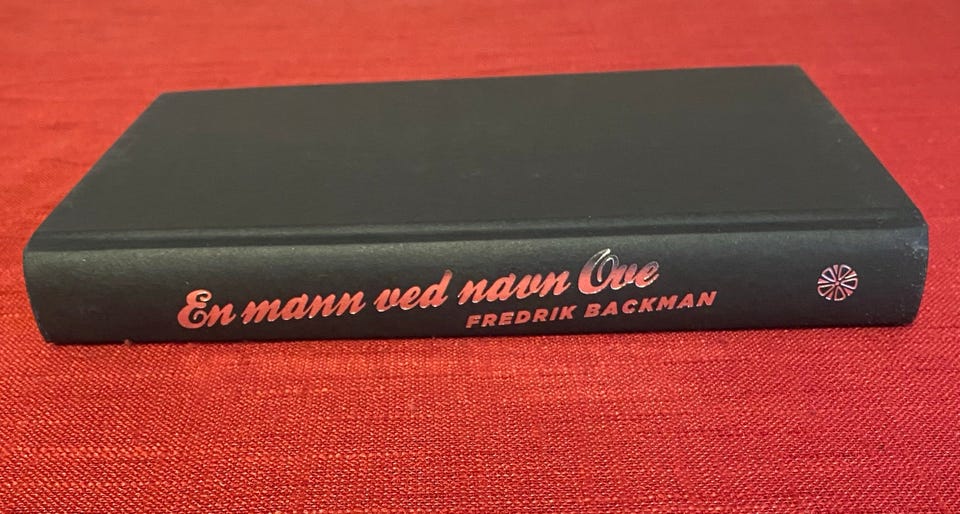 En mann ved navn Ove
FREDRIK BACKMAN